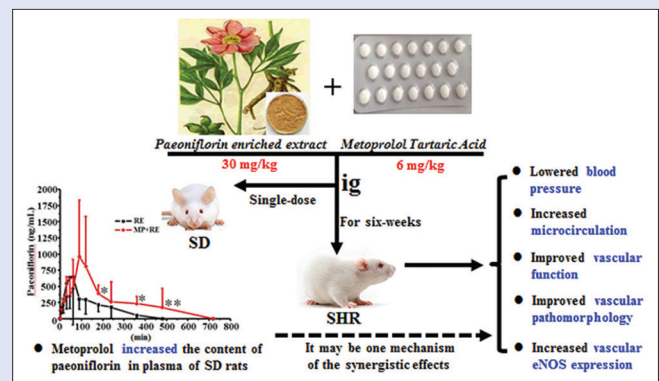 +
Paeoniflorin enriched extract
Metoprolol Tartaric Acid
30 mg/kg
6 mg/kg
ig
Single-dose
For six-weeks
SD
SHR
Paeoniflorin (ng/mL)
2000
1750
1500
1250
1000
750
500
250
0
RE
MP+RE
*
*
**
0 100 200 300 400 500 600 700 800
(min)
● Metoprolol increased the content of
paeoniflorin in plasma of SD rats
It may be one mechanism
of the synergistic effects
● Lowered blood
pressure
● Increased
microcirculation
● Improved vascular
function
● Improved vascular
pathomorphology
● Increased vascular
eNOS expression